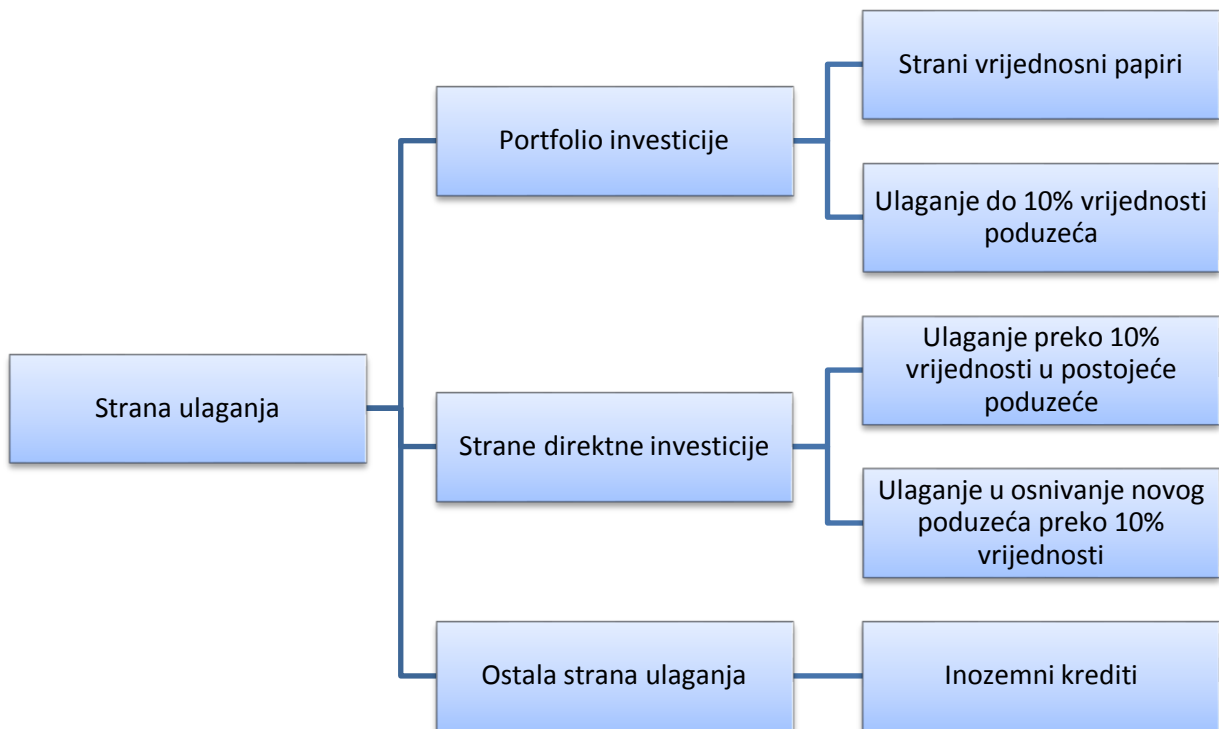 Strana ulaganja
Portfolio investicije
Strani vrijednosni papiri
Ulaganje do 10% vrijednosti
poduzeća
Strane direktne investicije
Ulaganje preko 10%
vrijednosti u postojeće
poduzeće
Ulaganje u osnivanje novog
poduzeća preko 10%
vrijednosti
Ostala strana ulaganja
Inozemni krediti